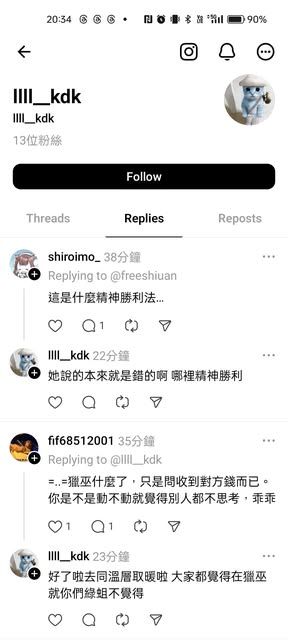 20:34
90%
llll__kdk
llll__kdk
13位粉絲
Follow
Threads
Replies
Reposts
shiroimo_ 38分鐘
Replying to @freeshiuan
這是什麼精神勝利法...
1
llll__kdk 22分鐘
她說的本來就是錯的啊 哪裡精神勝利
fif68512001 35分鐘
Replying to @llll__kdk
=..=獵巫什麼了，只是問收到對方錢而已。
你是不是動不動就覺得別人都不思考，乖乖
1 1
llll__kdk 23分鐘
好了啦去同溫層取暖啦 大家都覺得在獵巫
就你們綠蛆不覺得